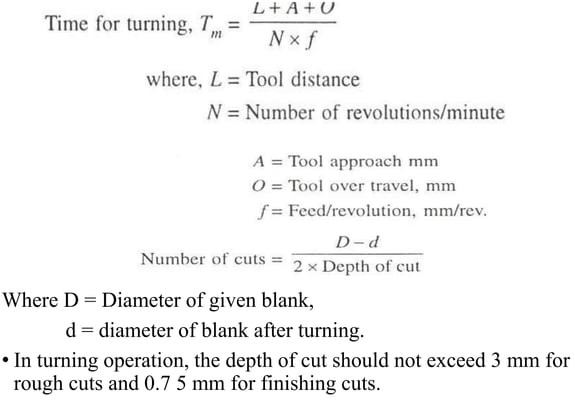 Time for turning, Tm = L + A + O / N × f
where, L = Tool distance
N = Number of revolutions/minute
A = Tool approach mm
O = Tool over travel, mm
f = Feed/revolution, mm/rev.
Number of cuts = D – d / 2 × Depth of cut
Where D = Diameter of given blank,
d = diameter of blank after turning.
• In turning operation, the depth of cut should not exceed 3 mm for
rough cuts and 0.7 5 mm for finishing cuts.